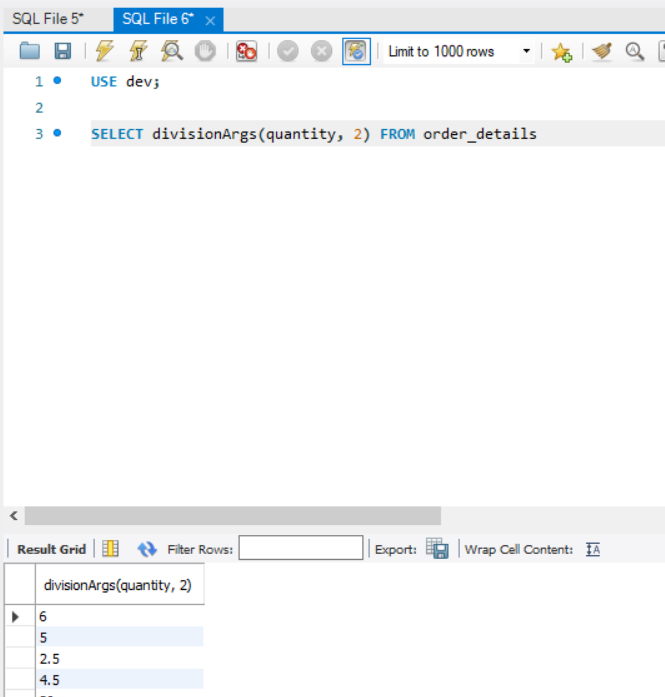 SQL File 5* SQL File 6*
Limit to 1000 rows
1 USE dev;
2
3 SELECT divisionArgs(quantity, 2) FROM order_details
Result Grid Filter Rows: Export: Wrap Cell Content: IA
divisionArgs(quantity, 2)
6
5
2.5
4.5